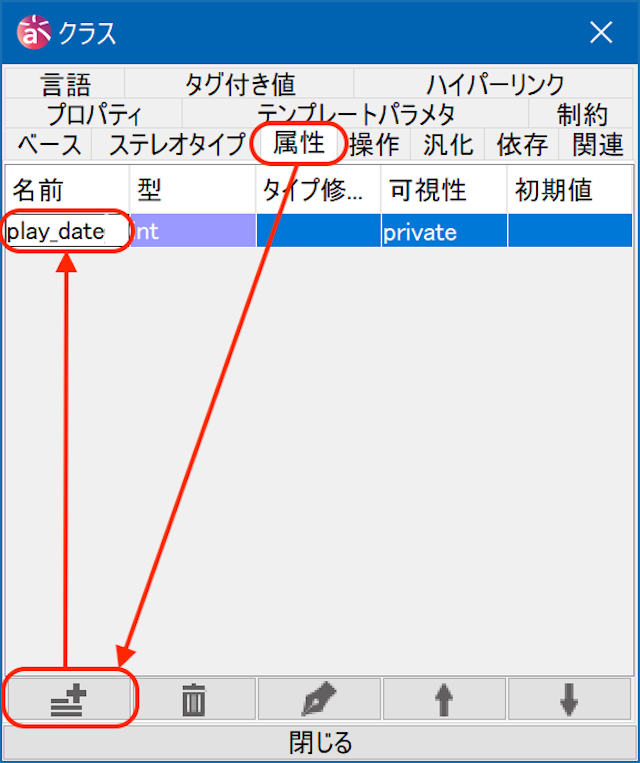 クラス
言語 タグ付き値 ハイパーリンク
プロパティ テンプレートパラメタ 制約
ベース ステレオタイプ 属性 操作 汎化 依存 関連
名前 型 タイプ修... 可視性 初期値
play_date nt private
閉じる